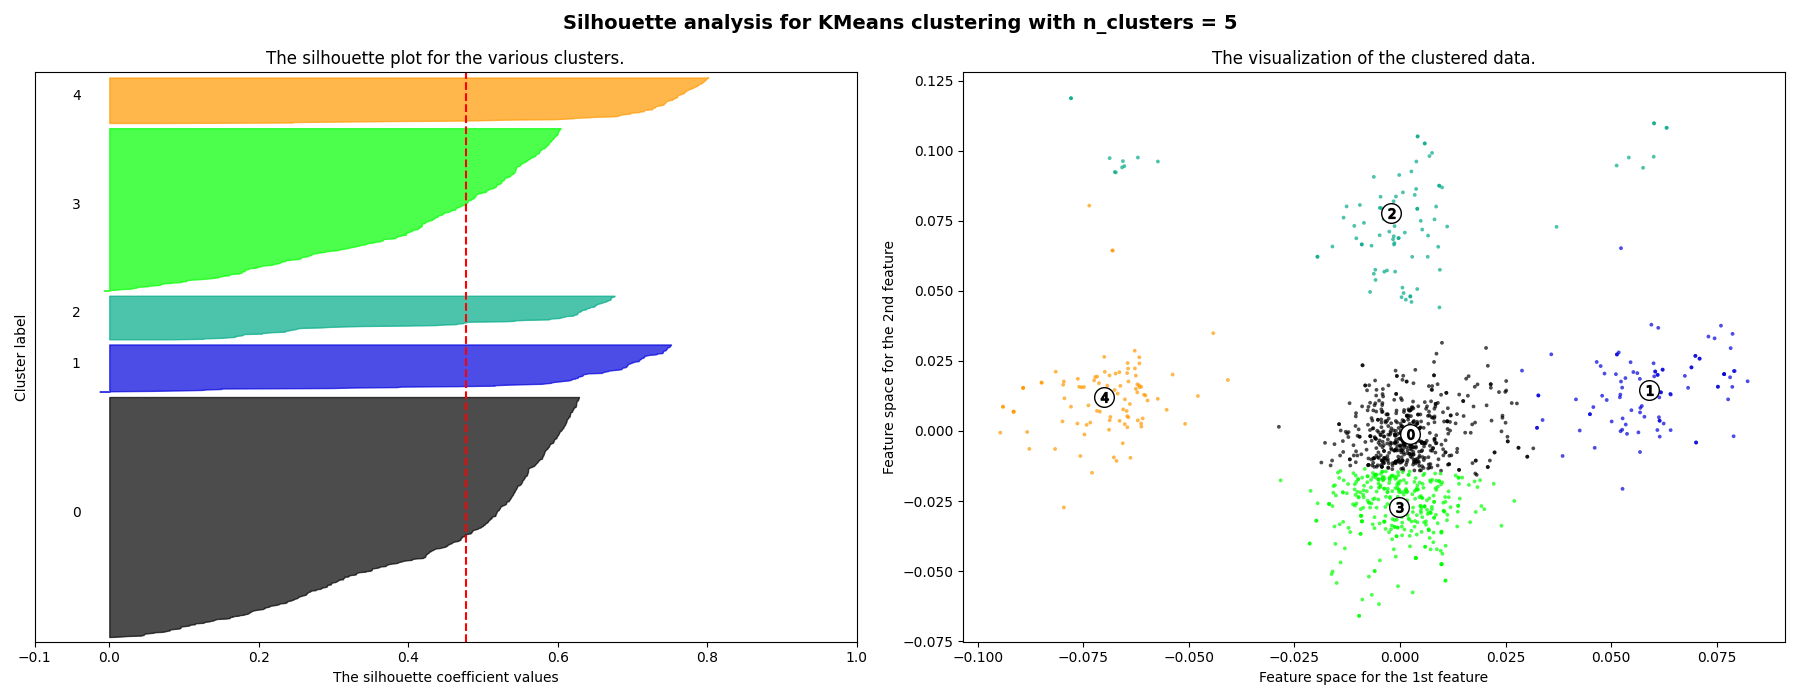 Silhouette analysis for KMeans clustering with n_clusters = 5
The silhouette plot for the various clusters.
4
3
2
1
0
Cluster label
−0.1 0.0 0.2 0.4 0.6 0.8 1.0
The silhouette coefficient values
The visualization of the clustered data.
0.125
0.100
0.075
0.050
0.025
0.000
−0.025
−0.050
−0.075
Feature space for the 2nd feature
2
1
4
0
3
−0.100 −0.075 −0.050 −0.025 0.000 0.025 0.050 0.075
Feature space for the 1st feature